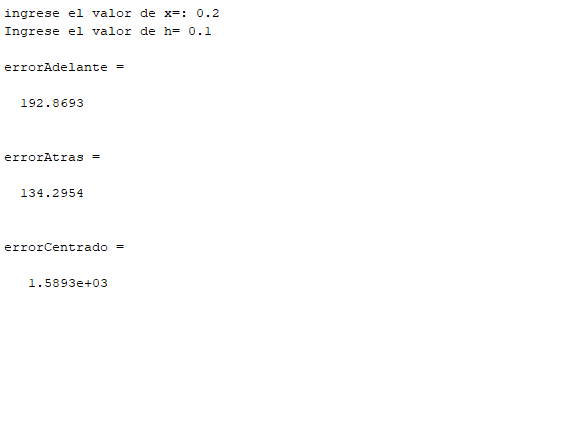 ingrese el valor de x=: 0.2
Ingrese el valor de h= 0.1
errorAdelante =
192.8693
errorAtras =
134.2954
errorCentrado =
1.5893e+03